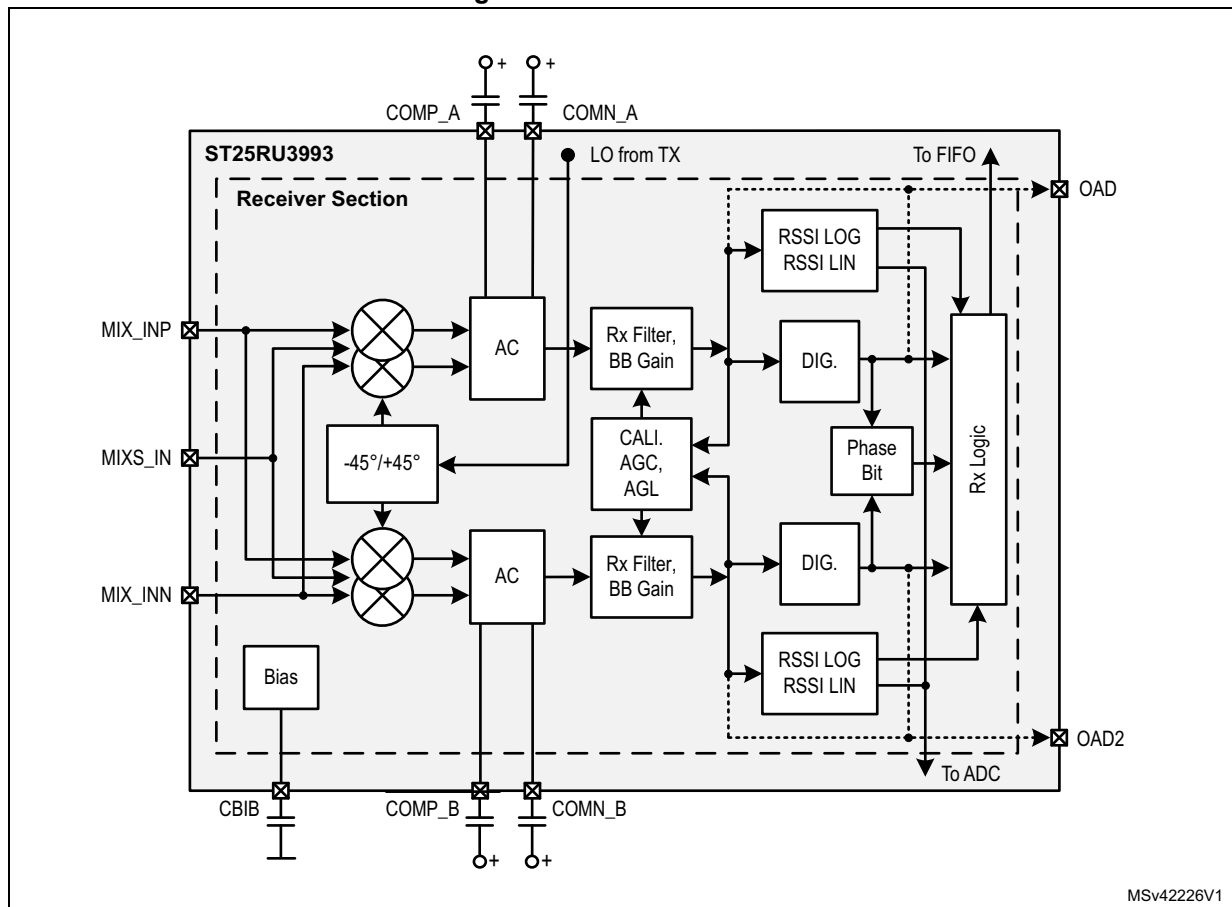 COMP_A
COMN_A
ST25RU3993
LO from TX
To FIFO
OAD
Receiver Section
RSSI LOG
RSSI LIN
MIX_INP
AC
Rx Filter,
BB Gain
DIG.
MIXS_IN
-45°/+45°
CALI.
AGC,
AGL
Phase
Bit
Rx Logic
MIX_INN
AC
Rx Filter,
BB Gain
DIG.
Bias
RSSI LOG
RSSI LIN
OAD2
To ADC
CBIB
COMP_B
COMN_B
MSv42226V1